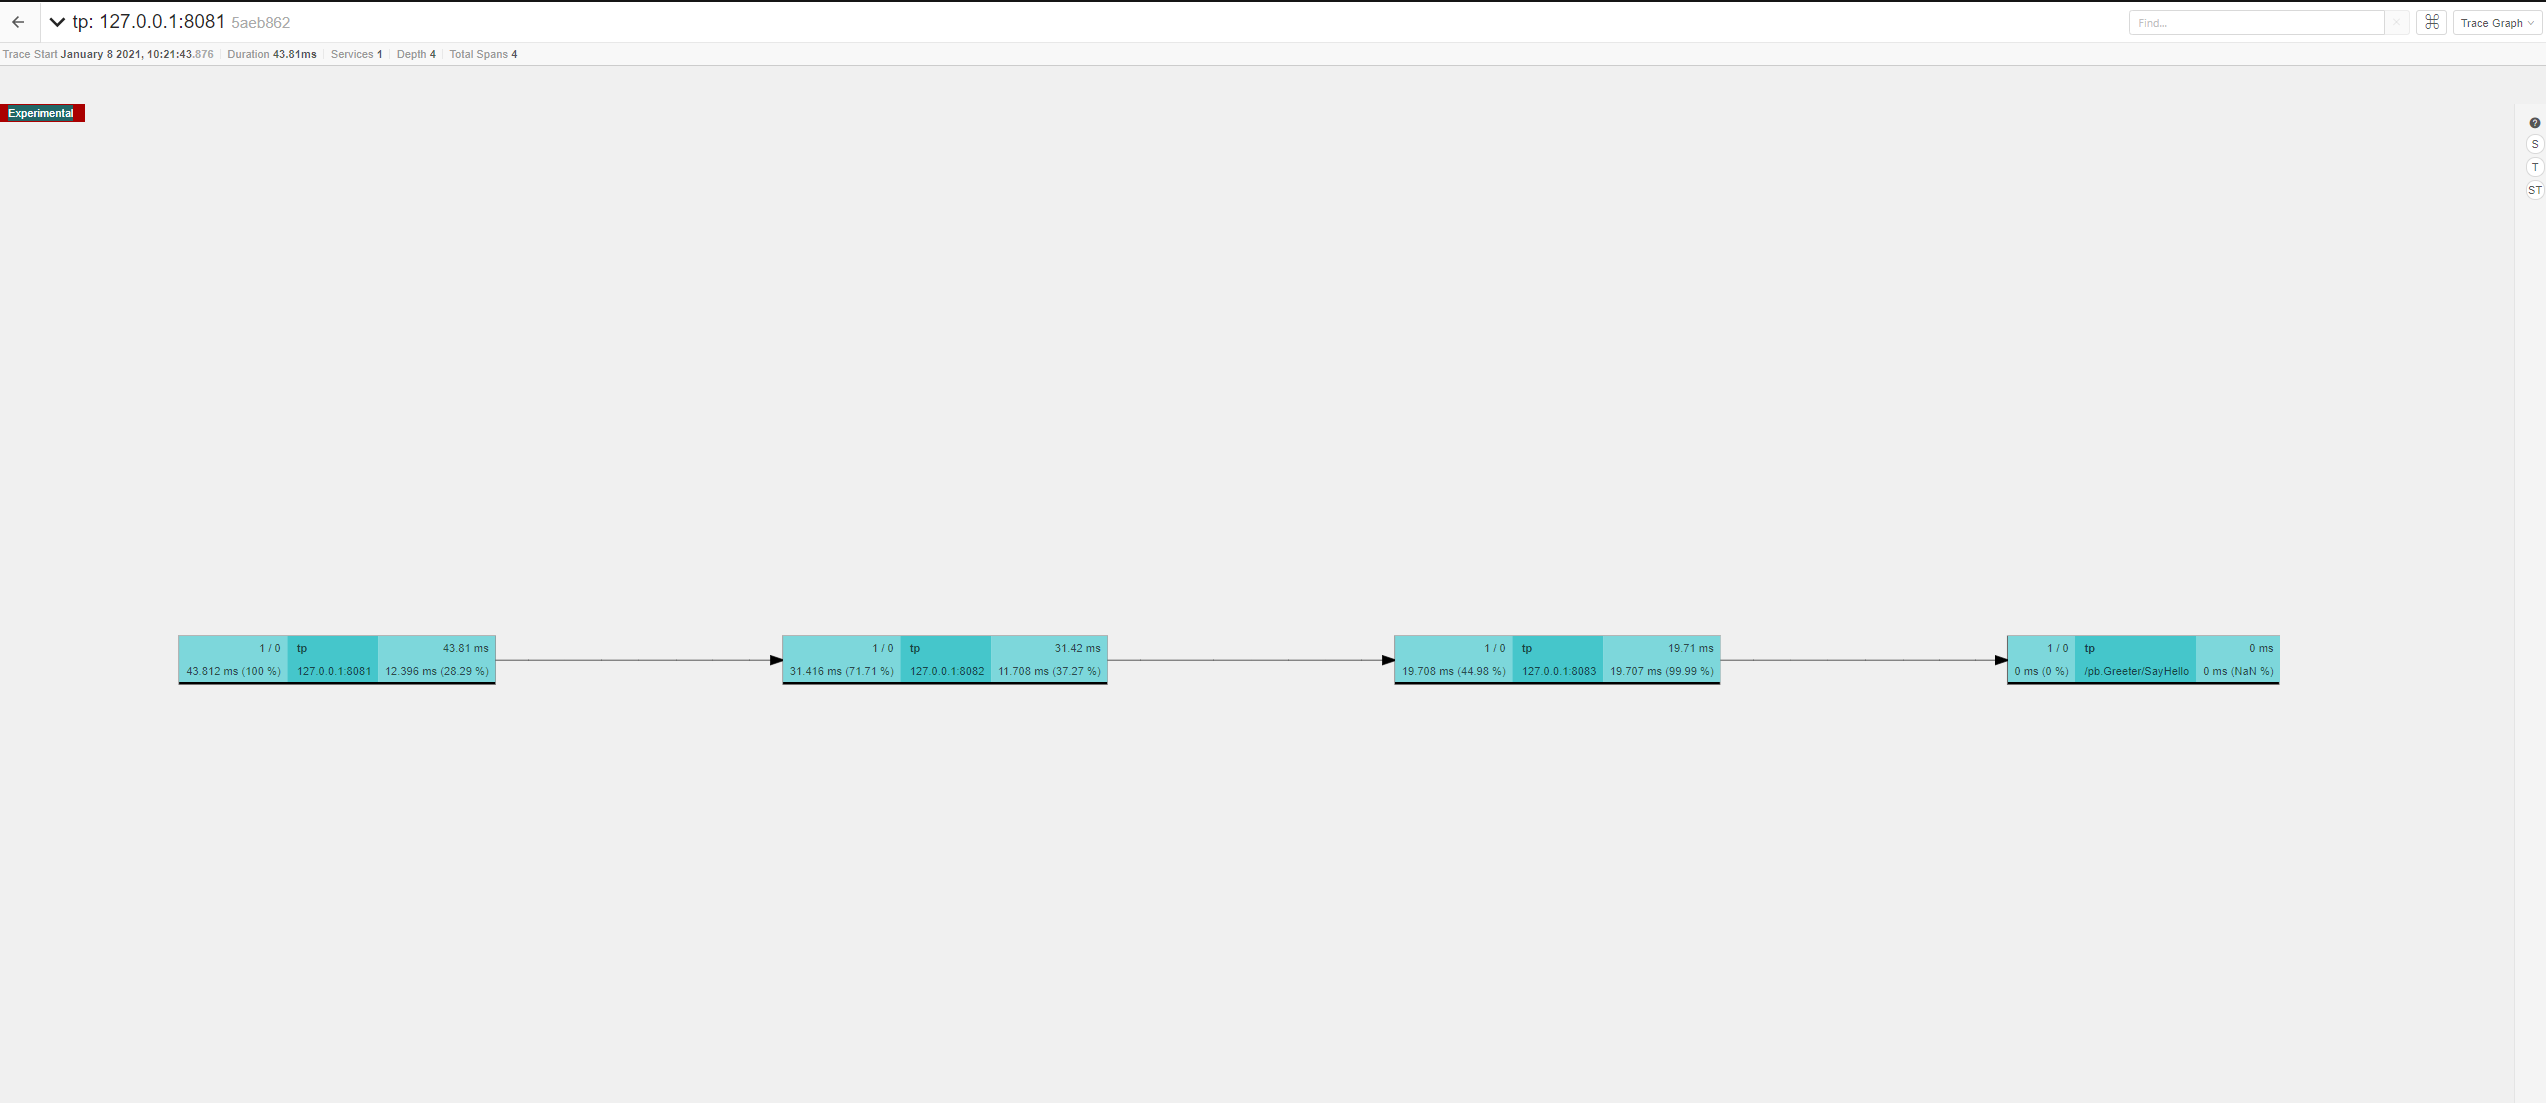 tp: 127.0.0.1:8081 5aeb862
Find...
Trace Graph
Trace Start January 8 2021, 10:21:43.876 Duration 43.81ms Services 1 Depth 4 Total Spans 4
Experimental
?
S
T
ST
1 / 0 tp 43.81 ms
43.812 ms (100 %) 127.0.0.1:8081 12.396 ms (28.29 %)
1 / 0 tp 31.42 ms
31.416 ms (71.71 %) 127.0.0.1:8082 11.708 ms (37.27 %)
1 / 0 tp 19.71 ms
19.708 ms (44.98 %) 127.0.0.1:8083 19.707 ms (99.99 %)
1 / 0 tp 0 ms
0 ms (0 %) /pb.Greeter/SayHello 0 ms (NaN %)